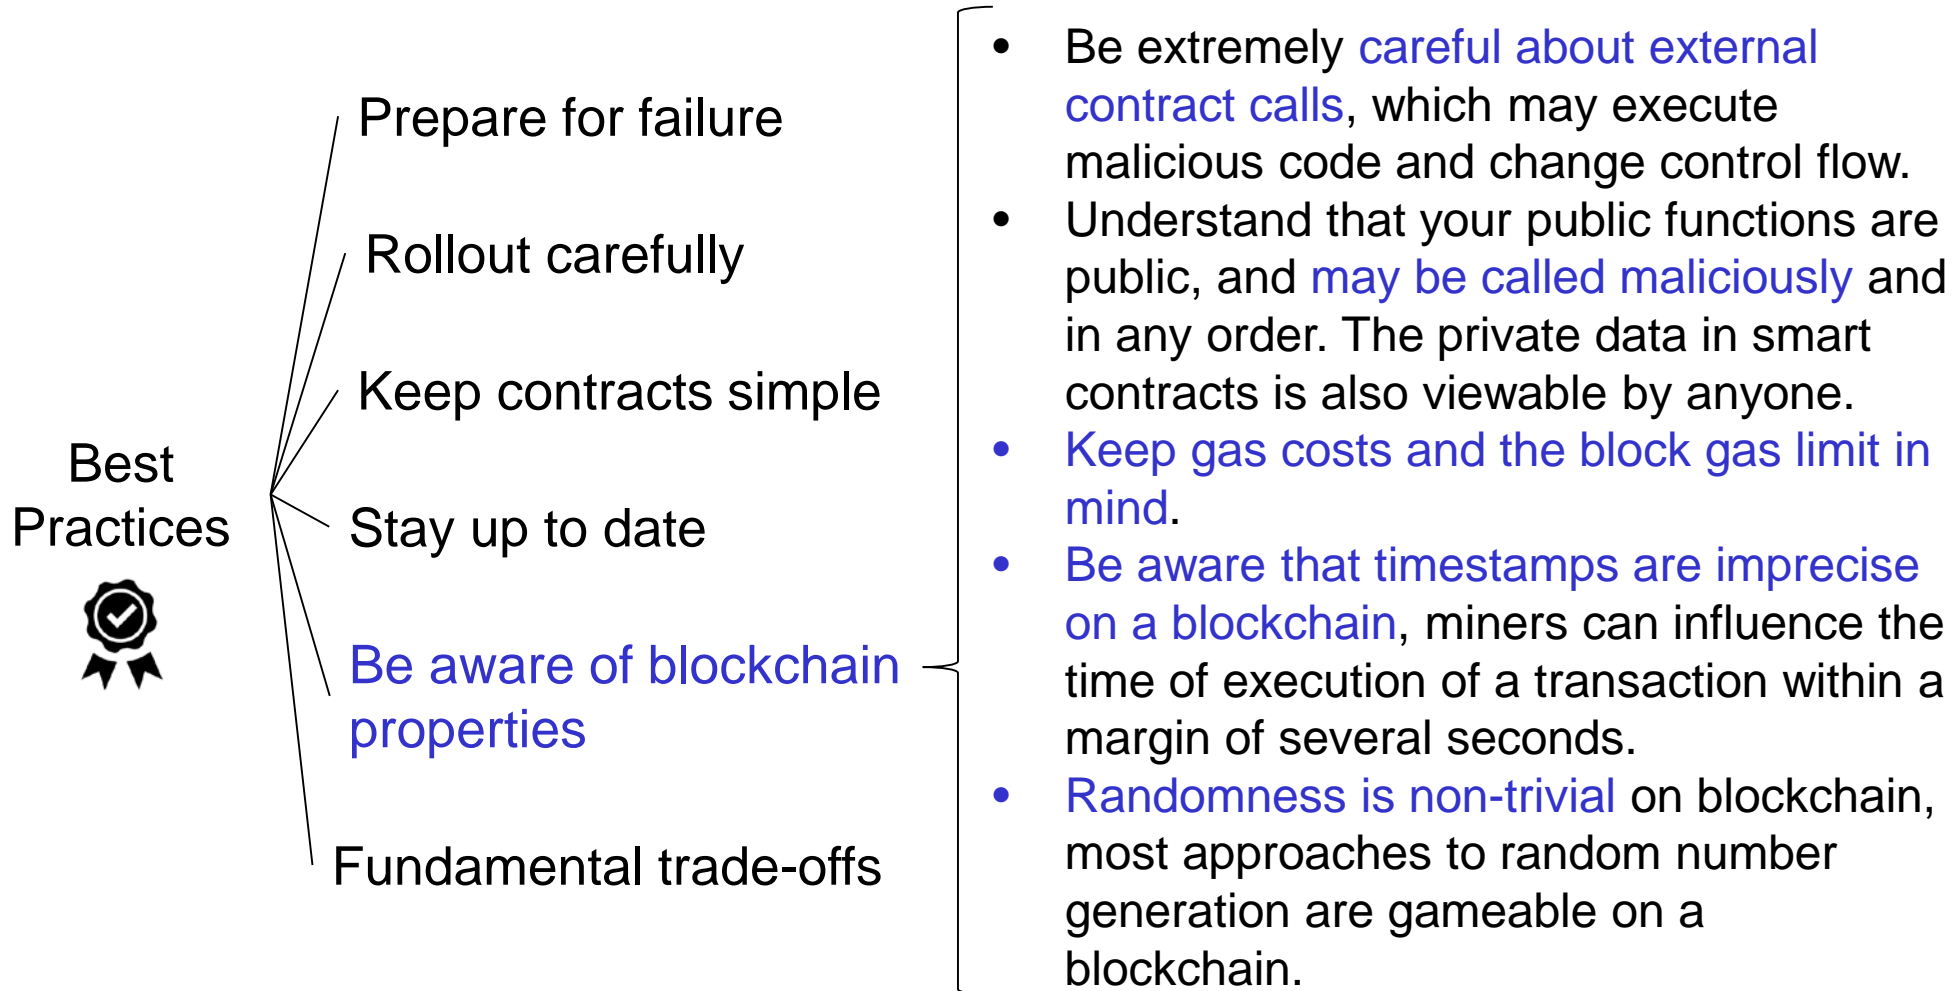 Best
Practices
Prepare for failure
Rollout carefully
Keep contracts simple
Stay up to date
Be aware of blockchain
properties
Fundamental trade-offs
• Be extremely careful about external
contract calls, which may execute
malicious code and change control flow.
• Understand that your public functions are
public, and may be called maliciously and
in any order. The private data in smart
contracts is also viewable by anyone.
• Keep gas costs and the block gas limit in
mind.
• Be aware that timestamps are imprecise
on a blockchain, miners can influence the
time of execution of a transaction within a
margin of several seconds.
• Randomness is non-trivial on blockchain,
most approaches to random number
generation are gameable on a
blockchain.